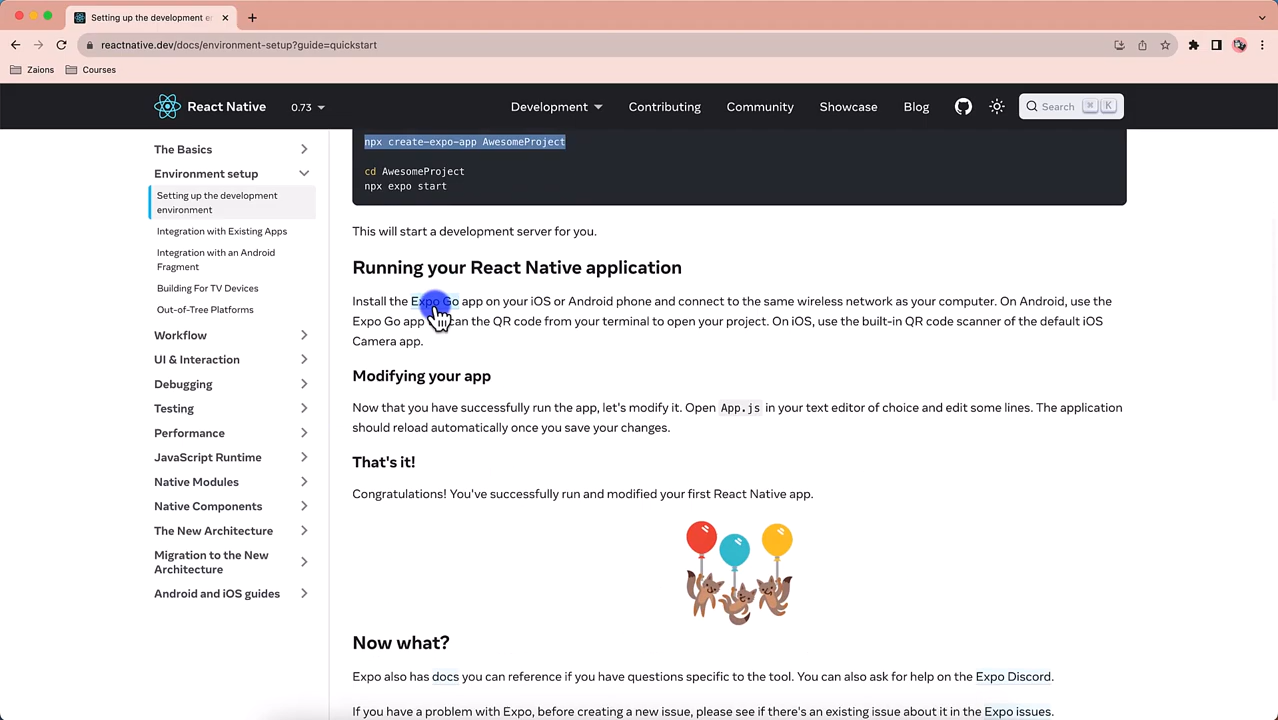 Setting up the development e
reactnative.dev/docs/environment-setup?guide=quickstart
Zaions
Courses
React Native
0.73
Development
Contributing
Community
Showcase
Blog
Search
⌘
K
The Basics
Environment setup
Setting up the development
environment
Integration with Existing Apps
Integration with an Android
Fragment
Building For TV Devices
Out-of-Tree Platforms
Workflow
UI & Interaction
Debugging
Testing
Performance
JavaScript Runtime
Native Modules
Native Components
The New Architecture
Migration to the New
Architecture
Android and iOS guides
npx create-expo-app AwesomeProject
cd AwesomeProject
npx expo start
This will start a development server for you.
Running your React Native application
Install the Expo Go app on your iOS or Android phone and connect to the same wireless network as your computer. On Android, use the
Expo Go app can the QR code from your terminal to open your project. On iOS, use the built-in QR code scanner of the default iOS
Camera app.
Modifying your app
Now that you have successfully run the app, let's modify it. Open App.js in your text editor of choice and edit some lines. The application
should reload automatically once you save your changes.
That's it!
Congratulations! You've successfully run and modified your first React Native app.
Now what?
Expo also has docs you can reference if you have questions specific to the tool. You can also ask for help on the Expo Discord.
If you have a problem with Expo, before creating a new issue, please see if there's an existing issue about it in the Expo issues.